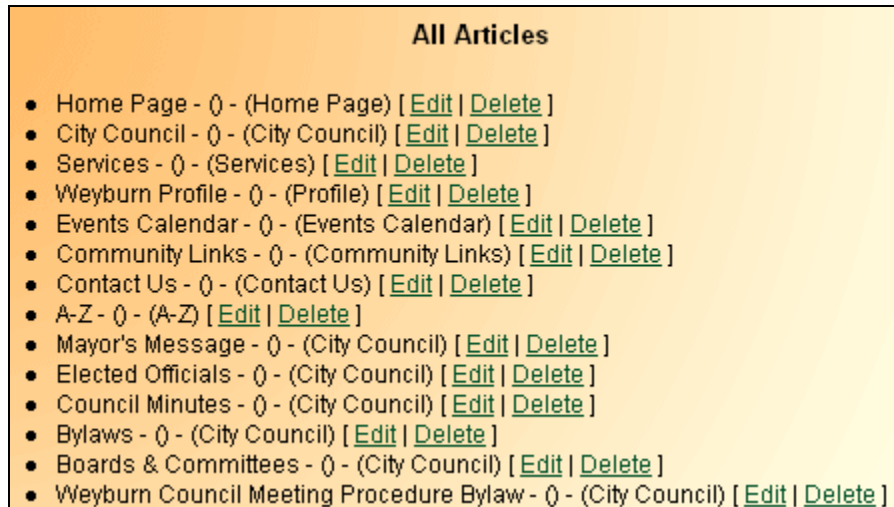 All Articles
Home Page - () - (Home Page) [ Edit | Delete ]
City Council - () - (City Council) [ Edit | Delete ]
Services - () - (Services) [ Edit | Delete ]
Weyburn Profile - () - (Profile) [ Edit | Delete ]
Events Calendar - () - (Events Calendar) [ Edit | Delete ]
Community Links - () - (Community Links) [ Edit | Delete ]
Contact Us - () - (Contact Us) [ Edit | Delete ]
A-Z - () - (A-Z) [ Edit | Delete ]
Mayor's Message - () - (City Council) [ Edit | Delete ]
Elected Officials - () - (City Council) [ Edit | Delete ]
Council Minutes - () - (City Council) [ Edit | Delete ]
Bylaws - () - (City Council) [ Edit | Delete ]
Boards & Committees - () - (City Council) [ Edit | Delete ]
Weyburn Council Meeting Procedure Bylaw - () - (City Council) [ Edit | Delete ]